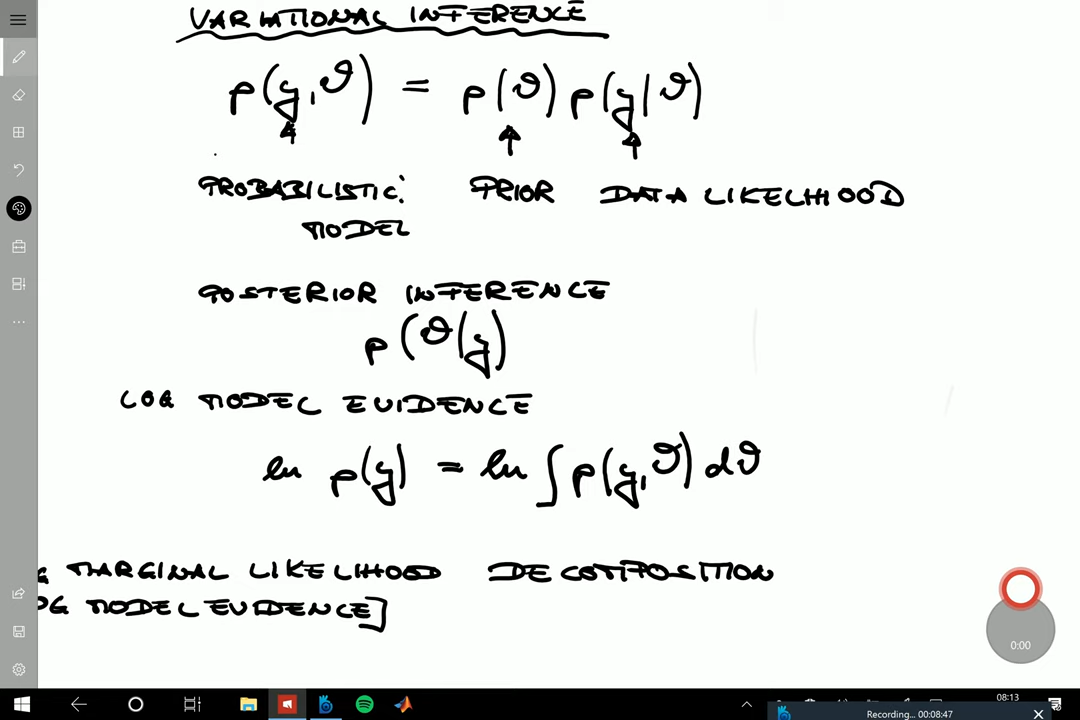 VARIATIONAL INFERENCE
p(y,ϑ) = p(ϑ) p(y|ϑ)
PROBABILISTIC PRIOR DATA LIKELIHOOD
MODEL
POSTERIOR INFERENCE
p(ϑ|y)
LOG MODEL EVIDENCE
ln p(y) = ln ∫ p(y,ϑ) dϑ
G MARGINAL LIKELIHOOD DECOMPOSITION
OG MODEL EVIDENCE]
0:00
08:13
Recording... 00:08:47